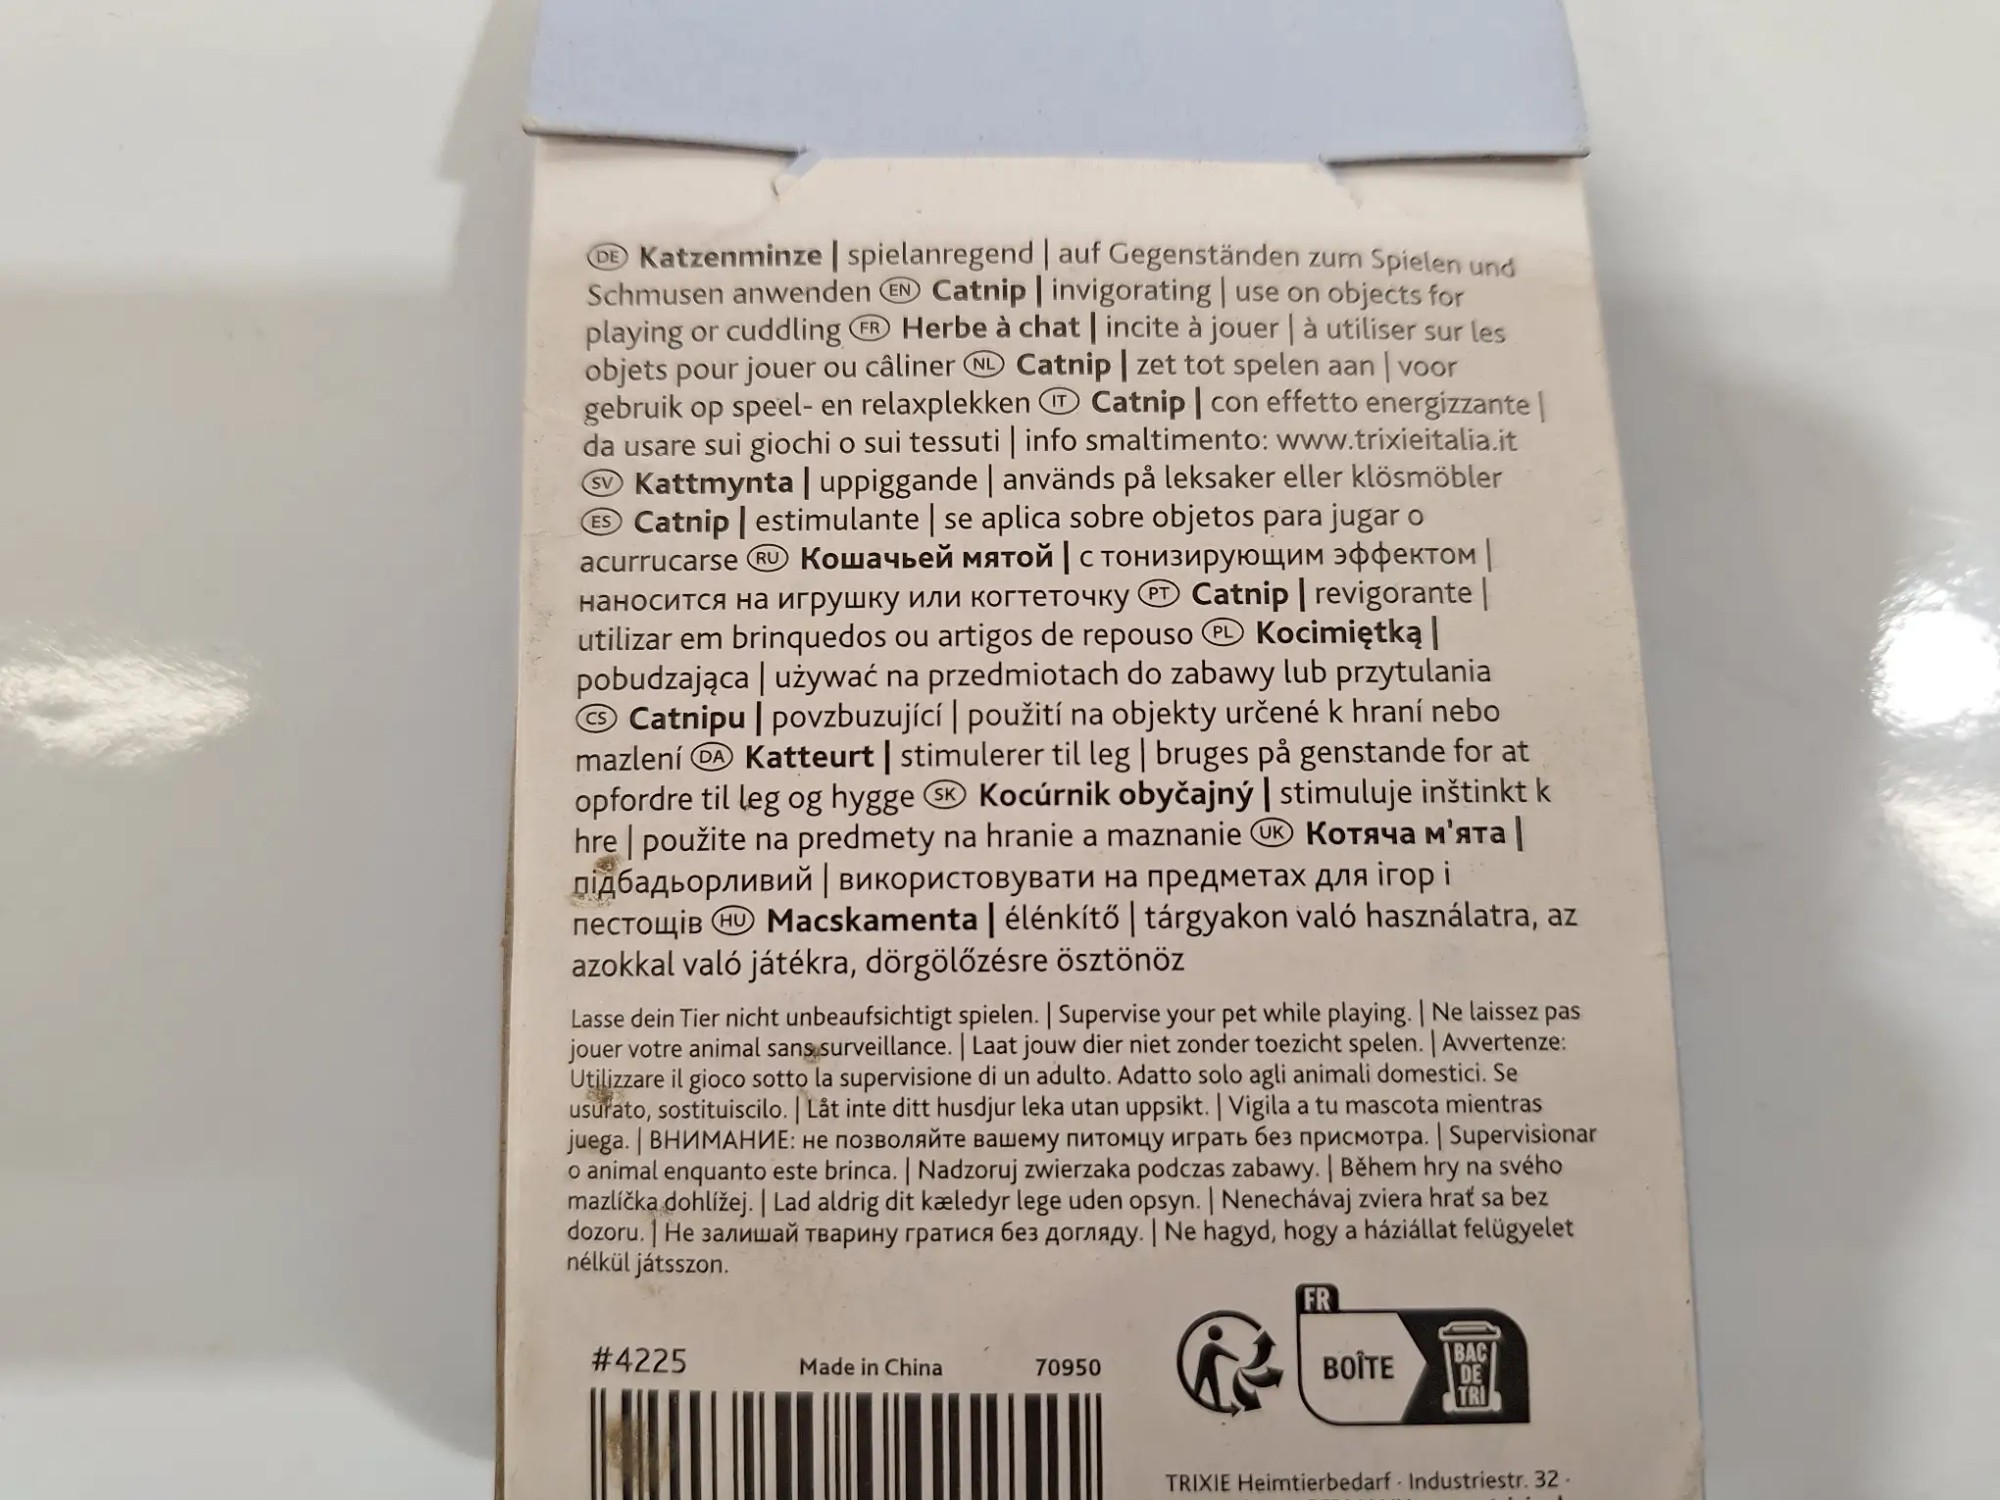 DE Katzenminze | spielanregend | auf Gegenständen zum Spielen und
Schmusen anwenden EN Catnip | invigorating | use on objects for
playing or cuddling FR Herbe à chat | incite à jouer | à utiliser sur les
objets pour jouer ou câliner NL Catnip | zet tot spelen aan | voor
gebruik op speel- en relaxplekken IT Catnip | con effetto energizzante |
da usare sui giochi o sui tessuti | info smaltimento: www.trixieitalia.it
SV Kattmynta | uppiggande | används på leksaker eller klösmöbler
ES Catnip | estimulante | se aplica sobre objetos para jugar o
acurrucarse RU Кошачьей мятой | с тонизирующим эффектом |
наносится на игрушку или когтеточку PT Catnip | revigorante |
utilizar em brinquedos ou artigos de repouso PL Kocimiętką |
pobudzająca | używać na przedmiotach do zabawy lub przytulania
CS Catnipu | povzbuzující | použití na objekty určené k hraní nebo
mazlení DA Katteurt | stimulerer til leg | bruges på genstande for at
opfordre til leg og hygge SK Kocúrnik obyčajný | stimuluje inštinkt k
hre | použite na predmety na hranie a maznanie UK Котяча м'ята |
підбадьорливий | використовувати на предметах для ігор і
пестощів HU Macskamenta | élénkítő | tárgyakon való használatra, az
azokkal való játékra, dörgölőzésre ösztönöz
Lasse dein Tier nicht unbeaufsichtigt spielen. | Supervise your pet while playing. | Ne laissez pas
jouer votre animal sans surveillance. | Laat jouw dier niet zonder toezicht spelen. | Avvertenze:
Utilizzare il gioco sotto la supervisione di un adulto. Adatto solo agli animali domestici. Se
usurato, sostituiscilo. | Låt inte ditt husdjur leka utan uppsikt. | Vigila a tu mascota mientras
juega. | ВНИМАНИЕ: не позволяйте вашему питомцу играть без присмотра. | Supervisionar
o animal enquanto este brinca. | Nadzoruj zwierzaka podczas zabawy. | Během hry na svého
mazlíčka dohlížej. | Lad aldrig dit kæledyr lege uden opsyn. | Nenechávaj zviera hrať sa bez
dozoru. | Не залишай тварину гратися без догляду. | Ne hagyd, hogy a háziállat felügyelet
nélkül játsszon.
#4225 Made in China 70950
FR
BOÎTE
BAC
DE
TRI
TRIXIE Heimtierbedarf · Industriestr. 32 ·